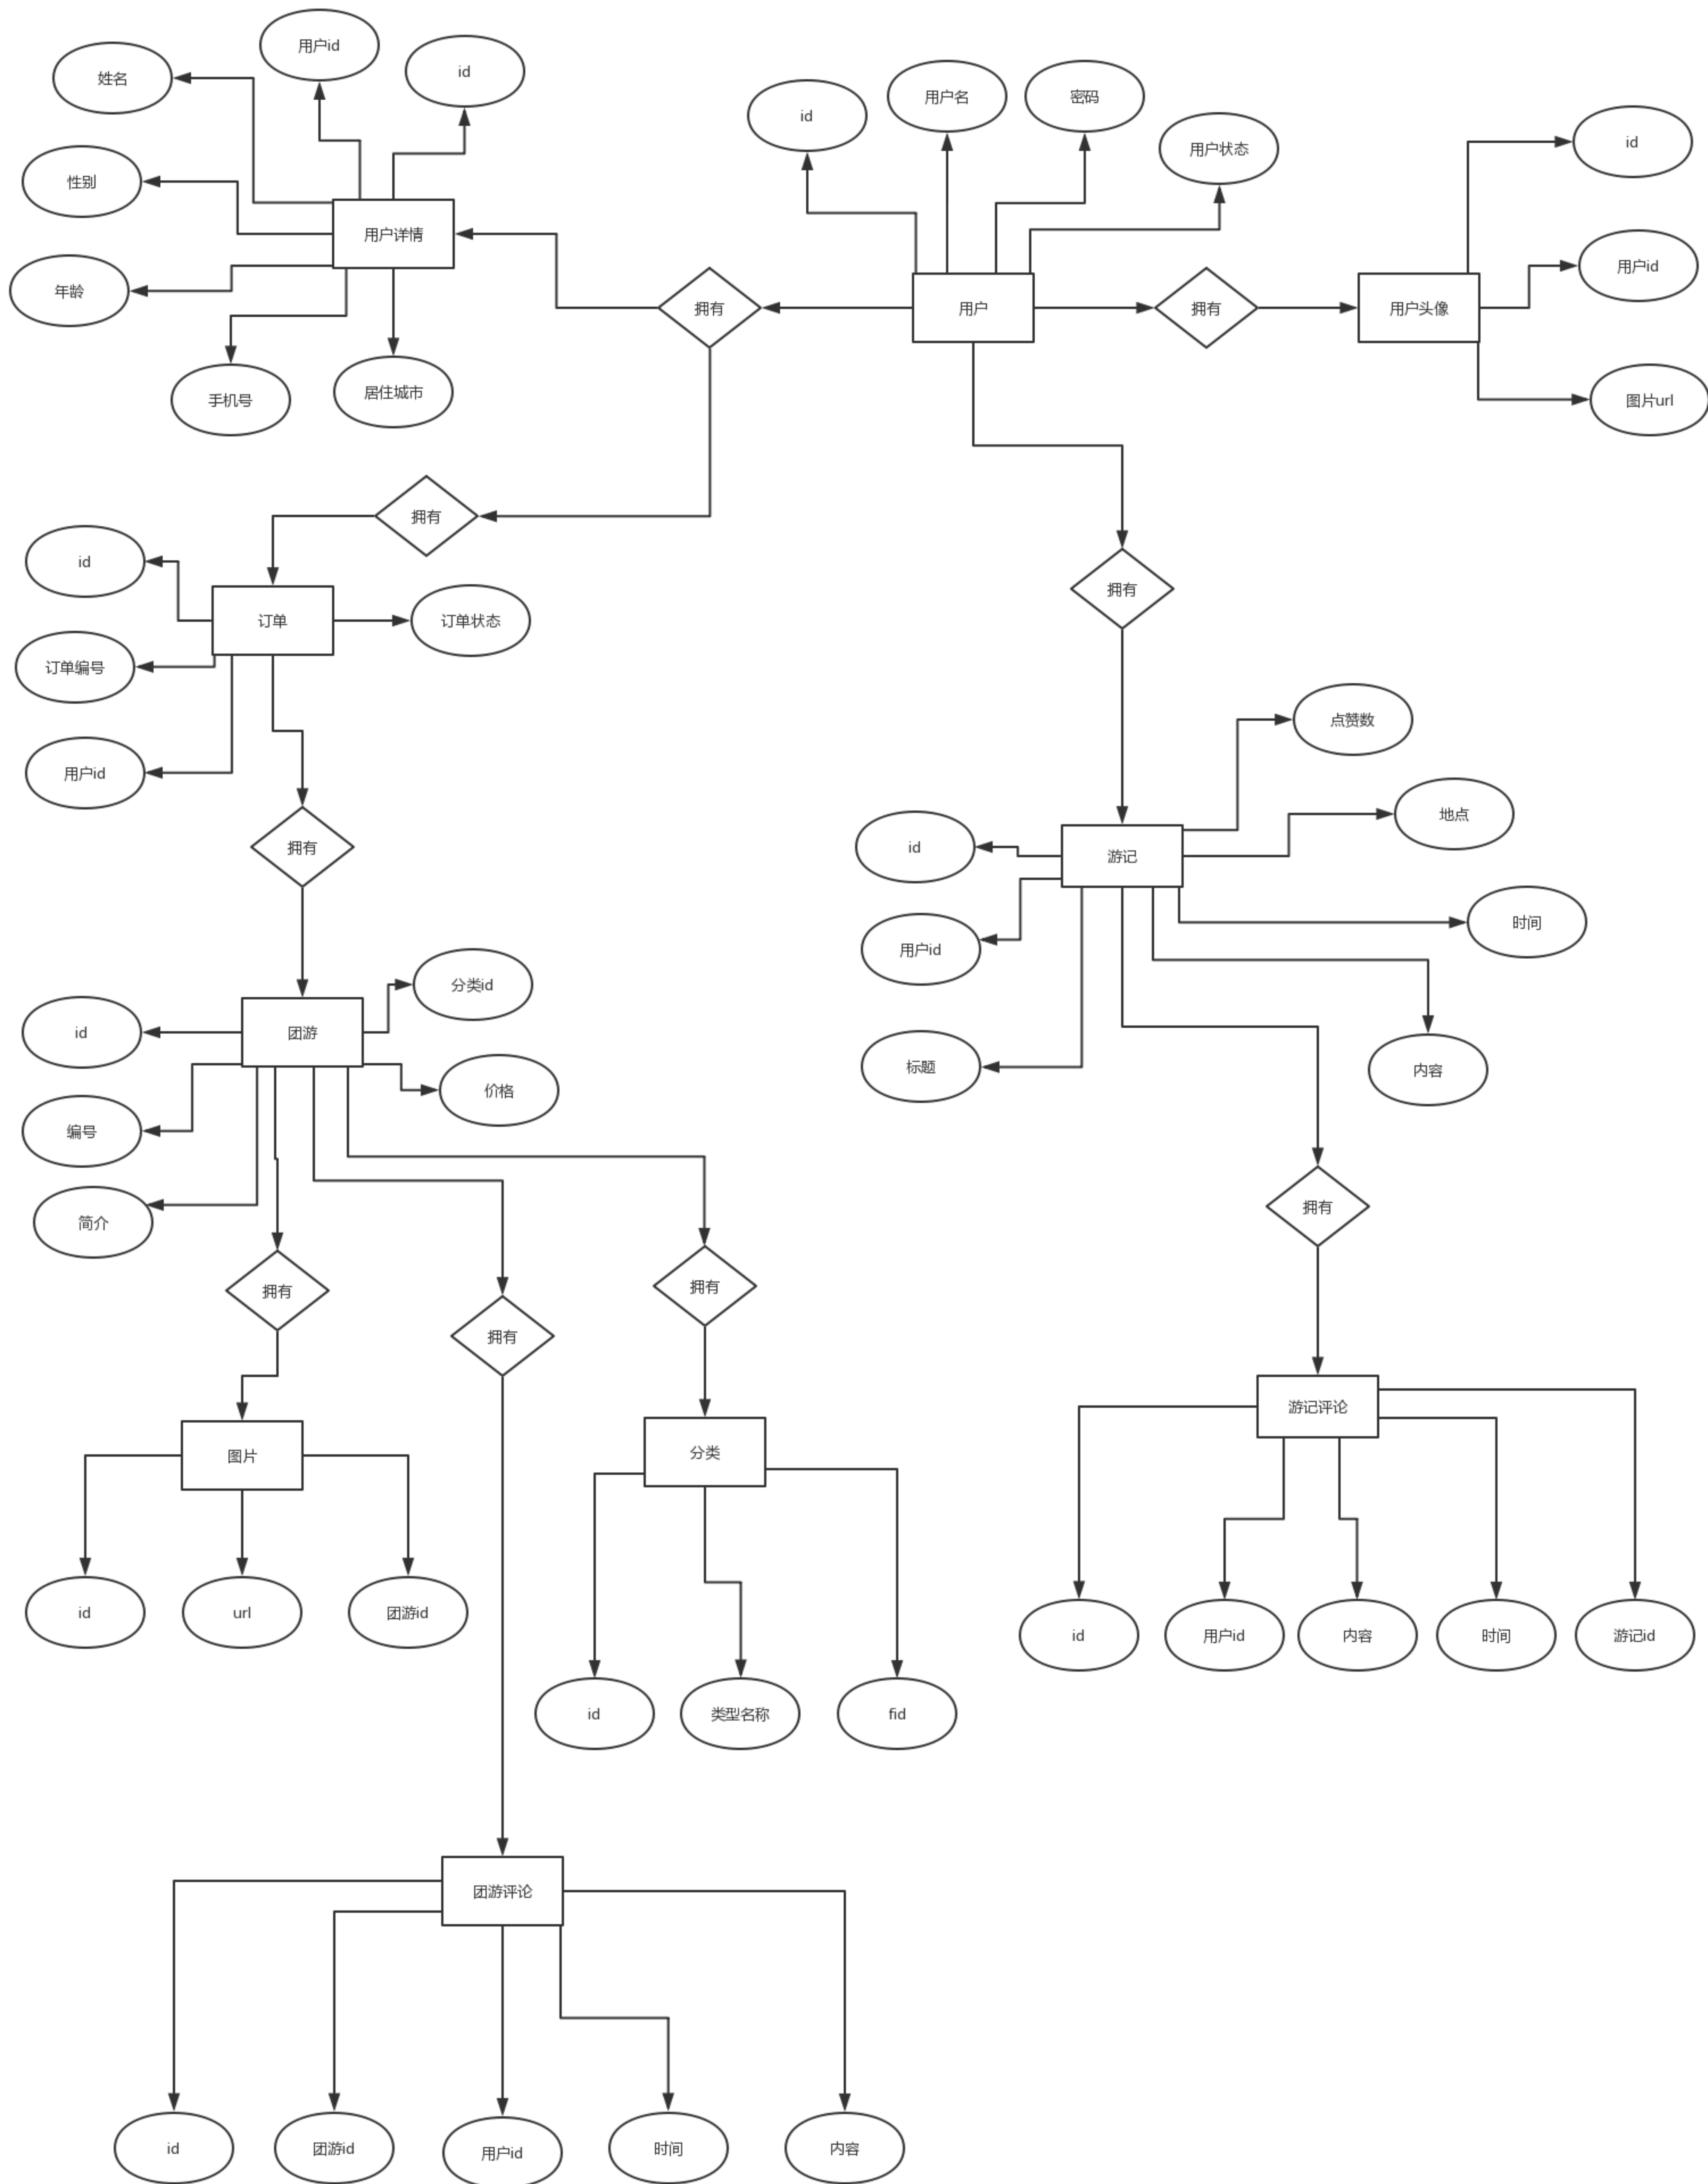 用户id
id
姓名
用户名
密码
id
id
用户状态
性别
用户详情
用户id
年龄
拥有
用户
拥有
用户头像
手机号
居住城市
图片url
拥有
id
拥有
订单
订单状态
订单编号
点赞数
用户id
地点
拥有
id
游记
时间
用户id
分类id
id
团游
标题
内容
价格
编号
拥有
简介
拥有
拥有
拥有
游记评论
图片
分类
id
url
团游id
id
用户id
内容
时间
游记id
id
类型名称
fid
团游评论
id
团游id
用户id
时间
内容